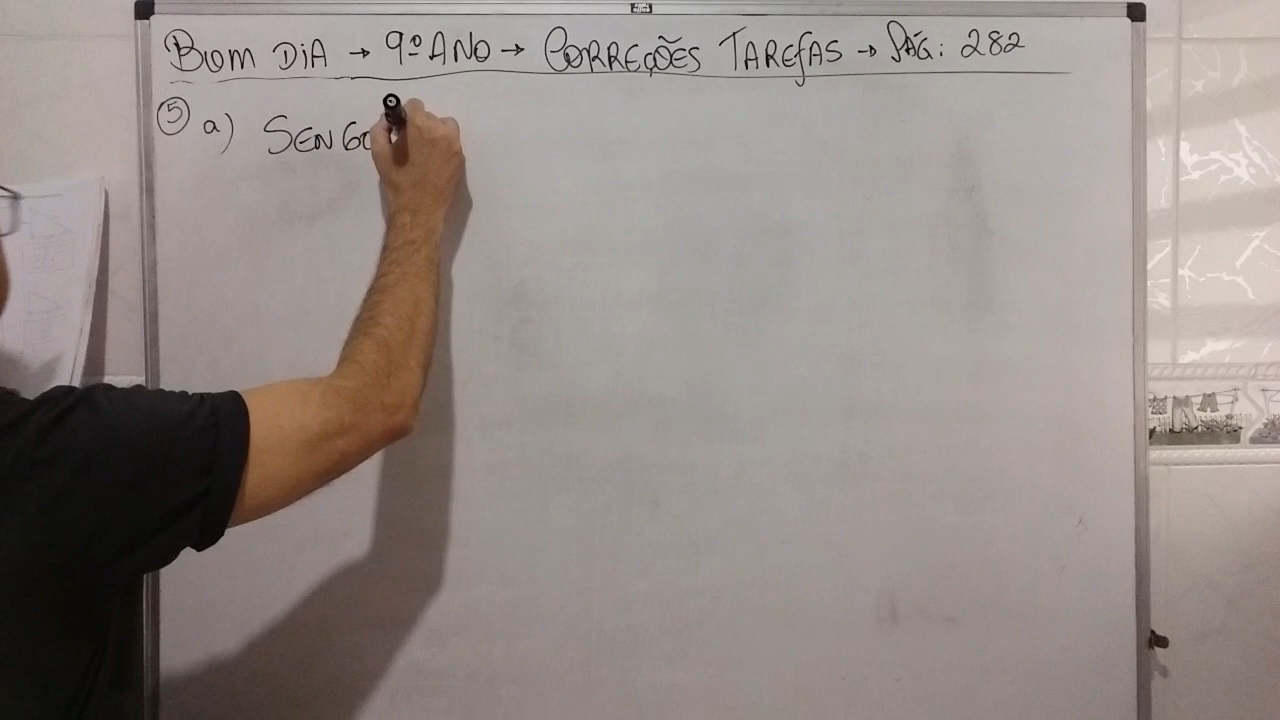 BOM DIA → 9º ANO → CORREÇÕES TAREFAS → PÁG: 282
⑤ a) SEN 60